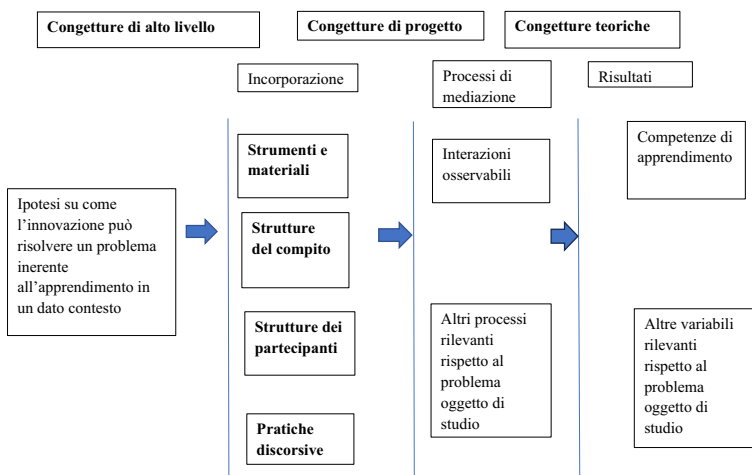 Congetture di alto livello
Congetture di progetto
Congetture teoriche
Incorporazione
Processi di
mediazione
Risultati
Ipotesi su come
l'innovazione può
risolvere un problema
inerente
all'apprendimento in
un dato contesto
Strumenti e
materiali
Strutture
del compito
Strutture dei
partecipanti
Pratiche
discorsive
Interazioni
osservabili
Altri processi
rilevanti
rispetto al
problema
oggetto di
studio
Competenze di
apprendimento
Altre variabili
rilevanti
rispetto al
problema
oggetto di
studio